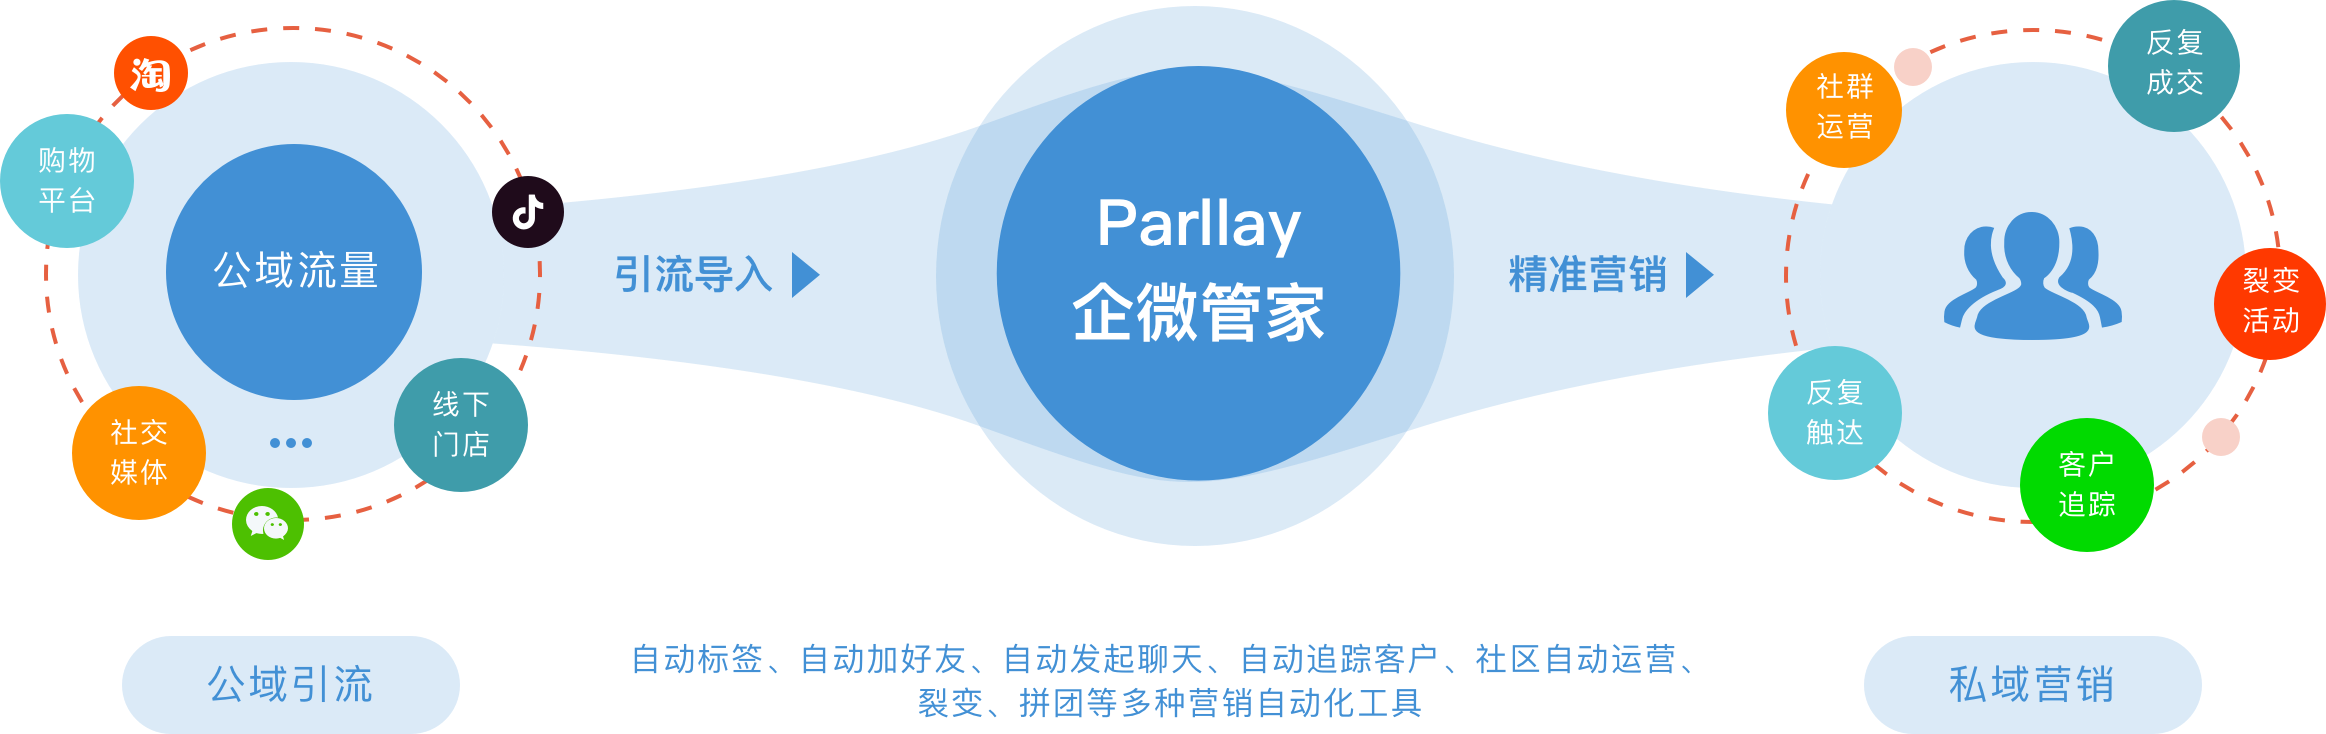 淘
购物
平台
公域流量
社交
媒体
线下
门店
引流导入
Parllay
企微管家
精准营销
社群
运营
反复
成交
裂变
活动
反复
触达
客户
追踪
公域引流
自动标签、自动加好友、自动发起聊天、自动追踪客户、社区自动运营、
裂变、拼团等多种营销自动化工具
私域营销